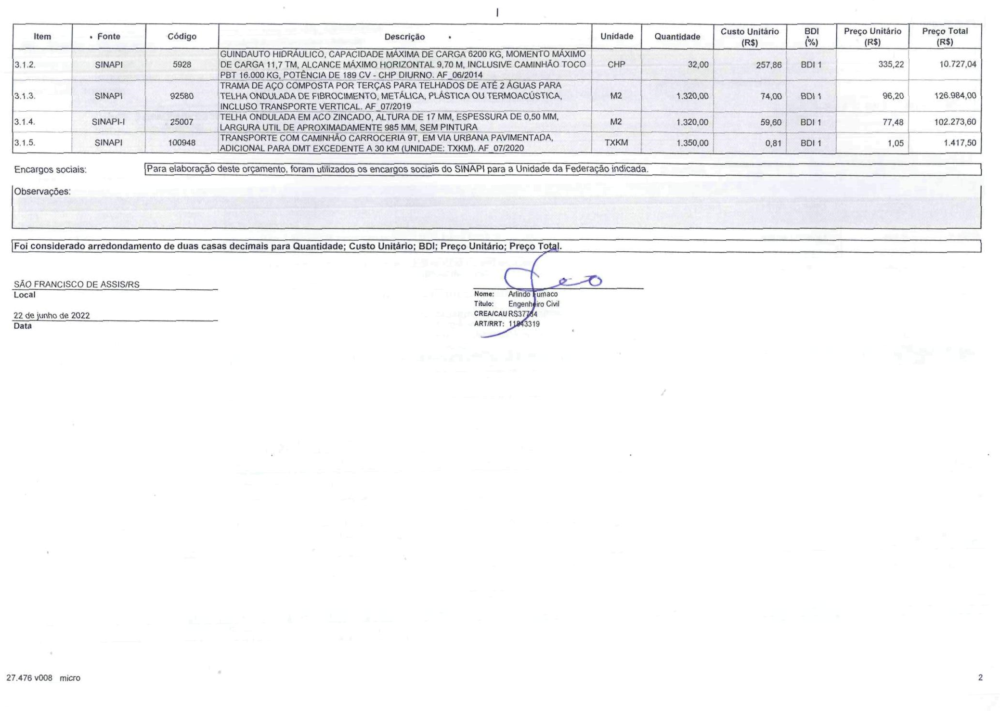 Item Fonte Código Descrição Unidade Quantidade Custo Unitário (R$) BDI (%) Preço Unitário (R$) Preço Total (R$)
GUINDAUTO HIDRÁULICO, CAPACIDADE MÁXIMA DE CARGA 6200 KG, MOMENTO MÁXIMO
3.1.2. SINAPI 5928 DE CARGA 11,7 TM, ALCANCE MÁXIMO HORIZONTAL 9,70 M, INCLUSIVE CAMINHÃO TOCO CHP 32,00 257,86 BDI 1 335,22 10.727,04
PBT 16.000 KG, POTÊNCIA DE 189 CV - CHP DIURNO. AF_06/2014
TRAMA DE AÇO COMPOSTA POR TERÇAS PARA TELHADOS DE ATÉ 2 ÁGUAS PARA
3.1.3. SINAPI 92580 TELHA ONDULADA DE FIBROCIMENTO, METÁLICA, PLÁSTICA OU TERMOACÚSTICA, M2 1.320,00 74,00 BDI 1 96,20 126.984,00
INCLUSO TRANSPORTE VERTICAL. AF_07/2019
TELHA ONDULADA EM ACO ZINCADO, ALTURA DE 17 MM, ESPESSURA DE 0,50 MM,
3.1.4. SINAPI-I 25007 LARGURA UTIL DE APROXIMADAMENTE 985 MM, SEM PINTURA M2 1.320,00 59,60 BDI 1 77,48 102.273,60
TRANSPORTE COM CAMINHÃO CARROCERIA 9T, EM VIA URBANA PAVIMENTADA,
3.1.5. SINAPI 100948 ADICIONAL PARA DMT EXCEDENTE A 30 KM (UNIDADE: TXKM). AF_07/2020 TXKM 1.350,00 0,81 BDI 1 1,05 1.417,50
Encargos sociais: Para elaboração deste orçamento, foram utilizados os encargos sociais do SINAPI para a Unidade da Federação indicada.
Observações:
Foi considerado arredondamento de duas casas decimais para Quantidade; Custo Unitário; BDI; Preço Unitário; Preço Total.
SÃO FRANCISCO DE ASSIS/RS
Local
22 de junho de 2022
Data
Nome: Arlindo Fumaco
Título: Engenheiro Civil
CREA/CAU RS37784
ART/RRT: 11843319
27.476 v008 micro
2